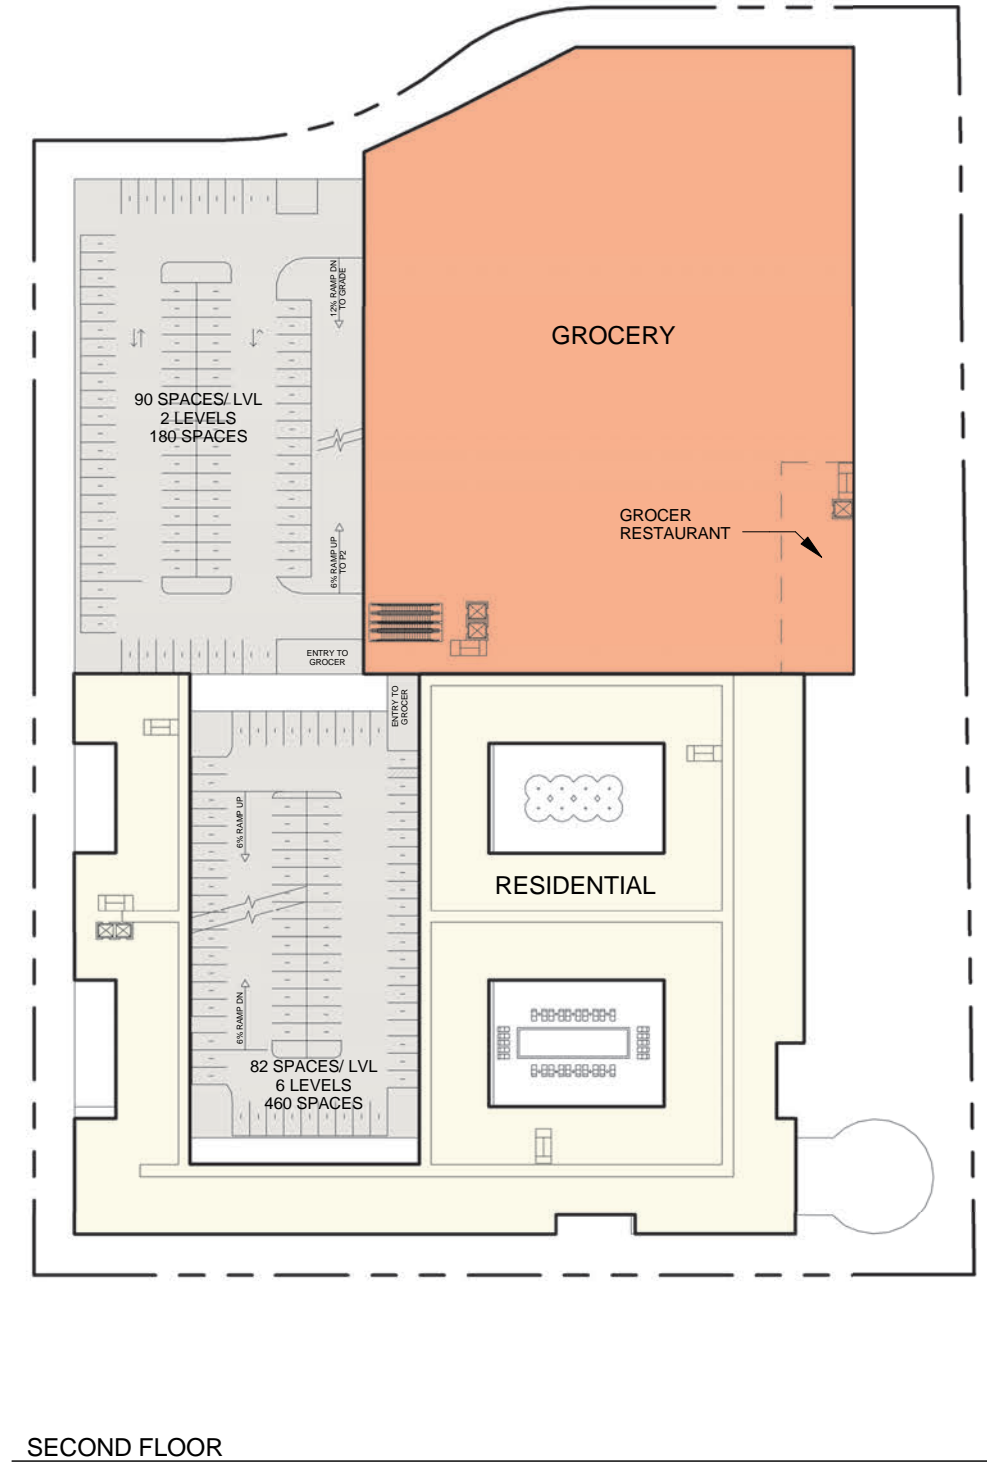 12% RAMP DN
TO GRADE
GROCERY
90 SPACES/ LVL
2 LEVELS
180 SPACES
GROCER
RESTAURANT
6% RAMP UP
TO P2
ENTRY TO
GROCER
ENTRY TO
GROCER
6% RAMP UP
RESIDENTIAL
6% RAMP DN
82 SPACES/ LVL
6 LEVELS
460 SPACES
SECOND FLOOR